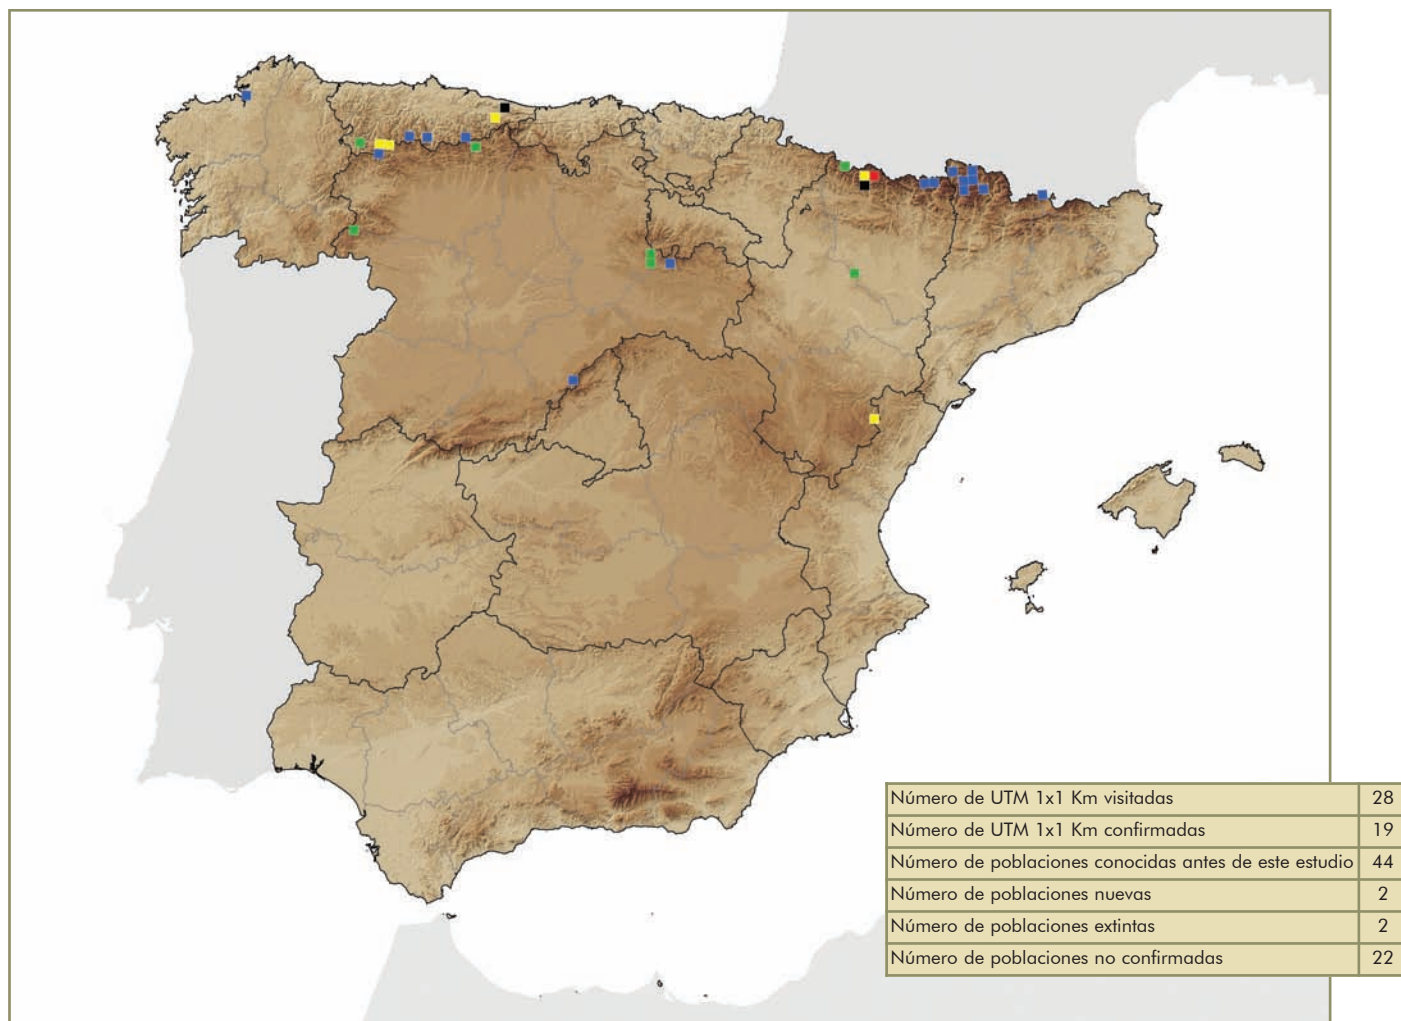 Número de UTM 1x1 Km visitadas 28
Número de UTM 1x1 Km confirmadas 19
Número de poblaciones conocidas antes de este estudio 44
Número de poblaciones nuevas 2
Número de poblaciones extintas 2
Número de poblaciones no confirmadas 22